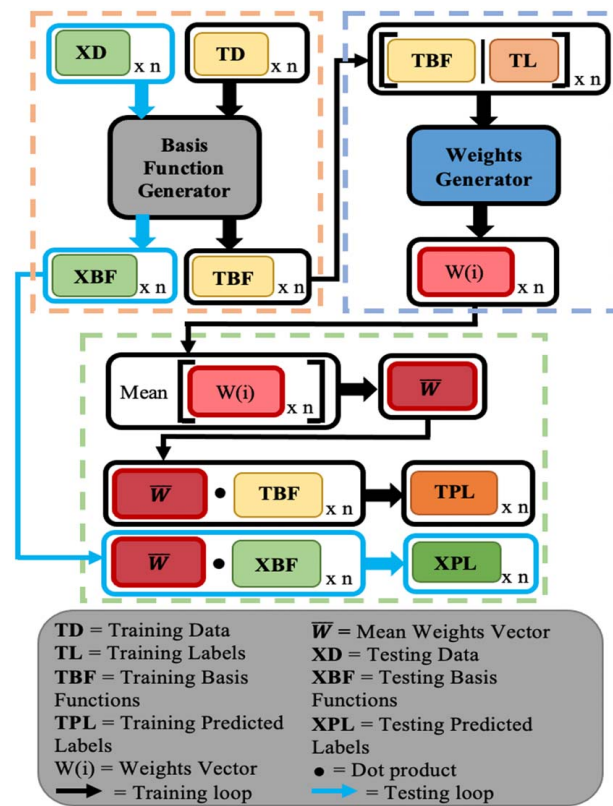 XD x n
TD x n
TBF | TL x n
Basis
Function
Generator
Weights
Generator
XBF x n
TBF x n
W(i) x n
Mean [ W(i) x n ]
W̅
W̅ • TBF x n
TPL x n
W̅ • XBF x n
XPL x n
TD = Training Data
TL = Training Labels
TBF = Training Basis
Functions
TPL = Training Predicted
Labels
W(i) = Weights Vector
= Training loop
W̅ = Mean Weights Vector
XD = Testing Data
XBF = Testing Basis
Functions
XPL = Testing Predicted
Labels
• = Dot product
= Testing loop